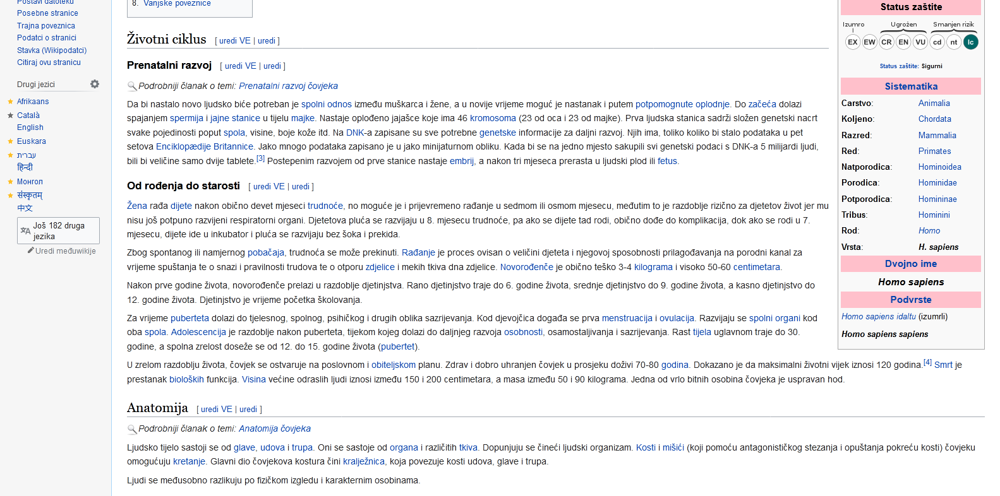 Postavi datoteku
Posebne stranice
Trajna poveznica
Podatci o stranici
Stavka (Wikipodatci)
Citiraj ovu stranicu
Drugi jezici
Afrikaans
Català
English
Euskara
עברית
हिन्दी
Монгол
संस्कृतम्
中文
Još 182 druga
jezika
Uredi međuwikije
8. Vanjske poveznice
Životni ciklus [ uredi VE | uredi ]
Prenatalni razvoj [ uredi VE | uredi ]
Podrobniji članak o temi: Prenatalni razvoj čovjeka
Da bi nastalo novo ljudsko biće potreban je spolni odnos između muškarca i žene, a u novije vrijeme moguć je nastanak i putem potpomognute oplodnje. Do začeća dolazi
spajanjem spermija i jajne stanice u tijelu majke. Nastaje oplođeno jajašce koje ima 46 kromosoma (23 od oca i 23 od majke). Prva ljudska stanica sadrži složen genetski nacrt
svake pojedinosti poput spola, visine, boje kože itd. Na DNK-a zapisane su sve potrebne genetske informacije za daljni razvoj. Njih ima, toliko koliko bi stalo podataka u pet
setova Enciklopædije Britannice. Jako mnogo podataka zapisano je u jako minijaturnom obliku. Kada bi se na jedno mjesto sakupili svi genetski podaci s DNK-a 5 milijardi ljudi,
bili bi veličine samo dvije tablete.[3] Postepenim razvojem od prve stanice nastaje embrij, a nakon tri mjeseca prerasta u ljudski plod ili fetus.
Od rođenja do starosti [ uredi VE | uredi ]
Žena rađa dijete nakon obično devet mjeseci trudnoće, no moguće je i prijevremeno rađanje u sedmom ili osmom mjesecu, međutim to je razdoblje rizično za djetetov život jer mu
nisu još potpuno razvijeni respiratorni organi. Djetetova pluća se razvijaju u 8. mjesecu trudnoće, pa ako se dijete tad rodi, obično dođe do komplikacija, dok ako se rodi u 7.
mjesecu, dijete ide u inkubator i pluća se razvijaju bez šoka i prekida.
Zbog spontanog ili namjernog pobačaja, trudnoća se može prekinuti. Rađanje je proces ovisan o veličini djeteta i njegovoj sposobnosti prilagođavanja na porodni kanal za
vrijeme spuštanja te o snazi i pravilnosti trudova te o otporu zdjelice i mekih tkiva dna zdjelice. Novorođenče je obično teško 3-4 kilograma i visoko 50-60 centimetara.
Nakon prve godine života, novorođenče prelazi u razdoblje djetinjstva. Rano djetinjstvo traje do 6. godine života, srednje djetinjstvo do 9. godine života, a kasno djetinjstvo do
12. godine života. Djetinjstvo je vrijeme početka školovanja.
Za vrijeme puberteta dolazi do tjelesnog, spolnog, psihičkog i drugih oblika sazrijevanja. Kod djevojčica događa se prva menstruacija i ovulacija. Razvijaju se spolni organi kod
oba spola. Adolescencija je razdoblje nakon puberteta, tijekom kojeg dolazi do daljnjeg razvoja osobnosti, osamostaljivanja i sazrijevanja. Rast tijela uglavnom traje do 30.
godine, a spolna zrelost doseže se od 12. do 15. godine života (pubertet).
U zrelom razdoblju života, čovjek se ostvaruje na poslovnom i obiteljskom planu. Zdrav i dobro uhranjen čovjek u prosjeku doživi 70-80 godina. Dokazano je da maksimalni životni vijek iznosi 120 godina.[4] Smrt je
prestanak bioloških funkcija. Visina većine odraslih ljudi iznosi između 150 i 200 centimetara, a masa između 50 i 90 kilograma. Jedna od vrlo bitnih osobina čovjeka je uspravan hod.
Anatomija [ uredi VE | uredi ]
Podrobniji članak o temi: Anatomija čovjeka
Ljudsko tijelo sastoji se od glave, udova i trupa. Oni se sastoje od organa i različitih tkiva. Dopunjuju se čineći ljudski organizam. Kosti i mišići (koji pomoću antagonističkog stezanja i opuštanja pokreću kosti) čovjeku
omogućuju kretanje. Glavni dio čovjekova kostura čini kralježnica, koja povezuje kosti udova, glave i trupa.
Ljudi se međusobno razlikuju po fizičkom izgledu i karakternim osobinama.
Status zaštite
Izumro Ugrožen Smanjen rizik
EX EW CR EN VU cd nt lc
Status zaštite: Sigurni
Sistematika
Carstvo: Animalia
Koljeno: Chordata
Razred: Mammalia
Red: Primates
Natporodica: Hominoidea
Porodica: Hominidae
Potporodica: Homininae
Tribus: Hominini
Rod: Homo
Vrsta: H. sapiens
Dvojno ime
Homo sapiens
Podvrste
Homo sapiens idaltu (izumrli)
Homo sapiens sapiens